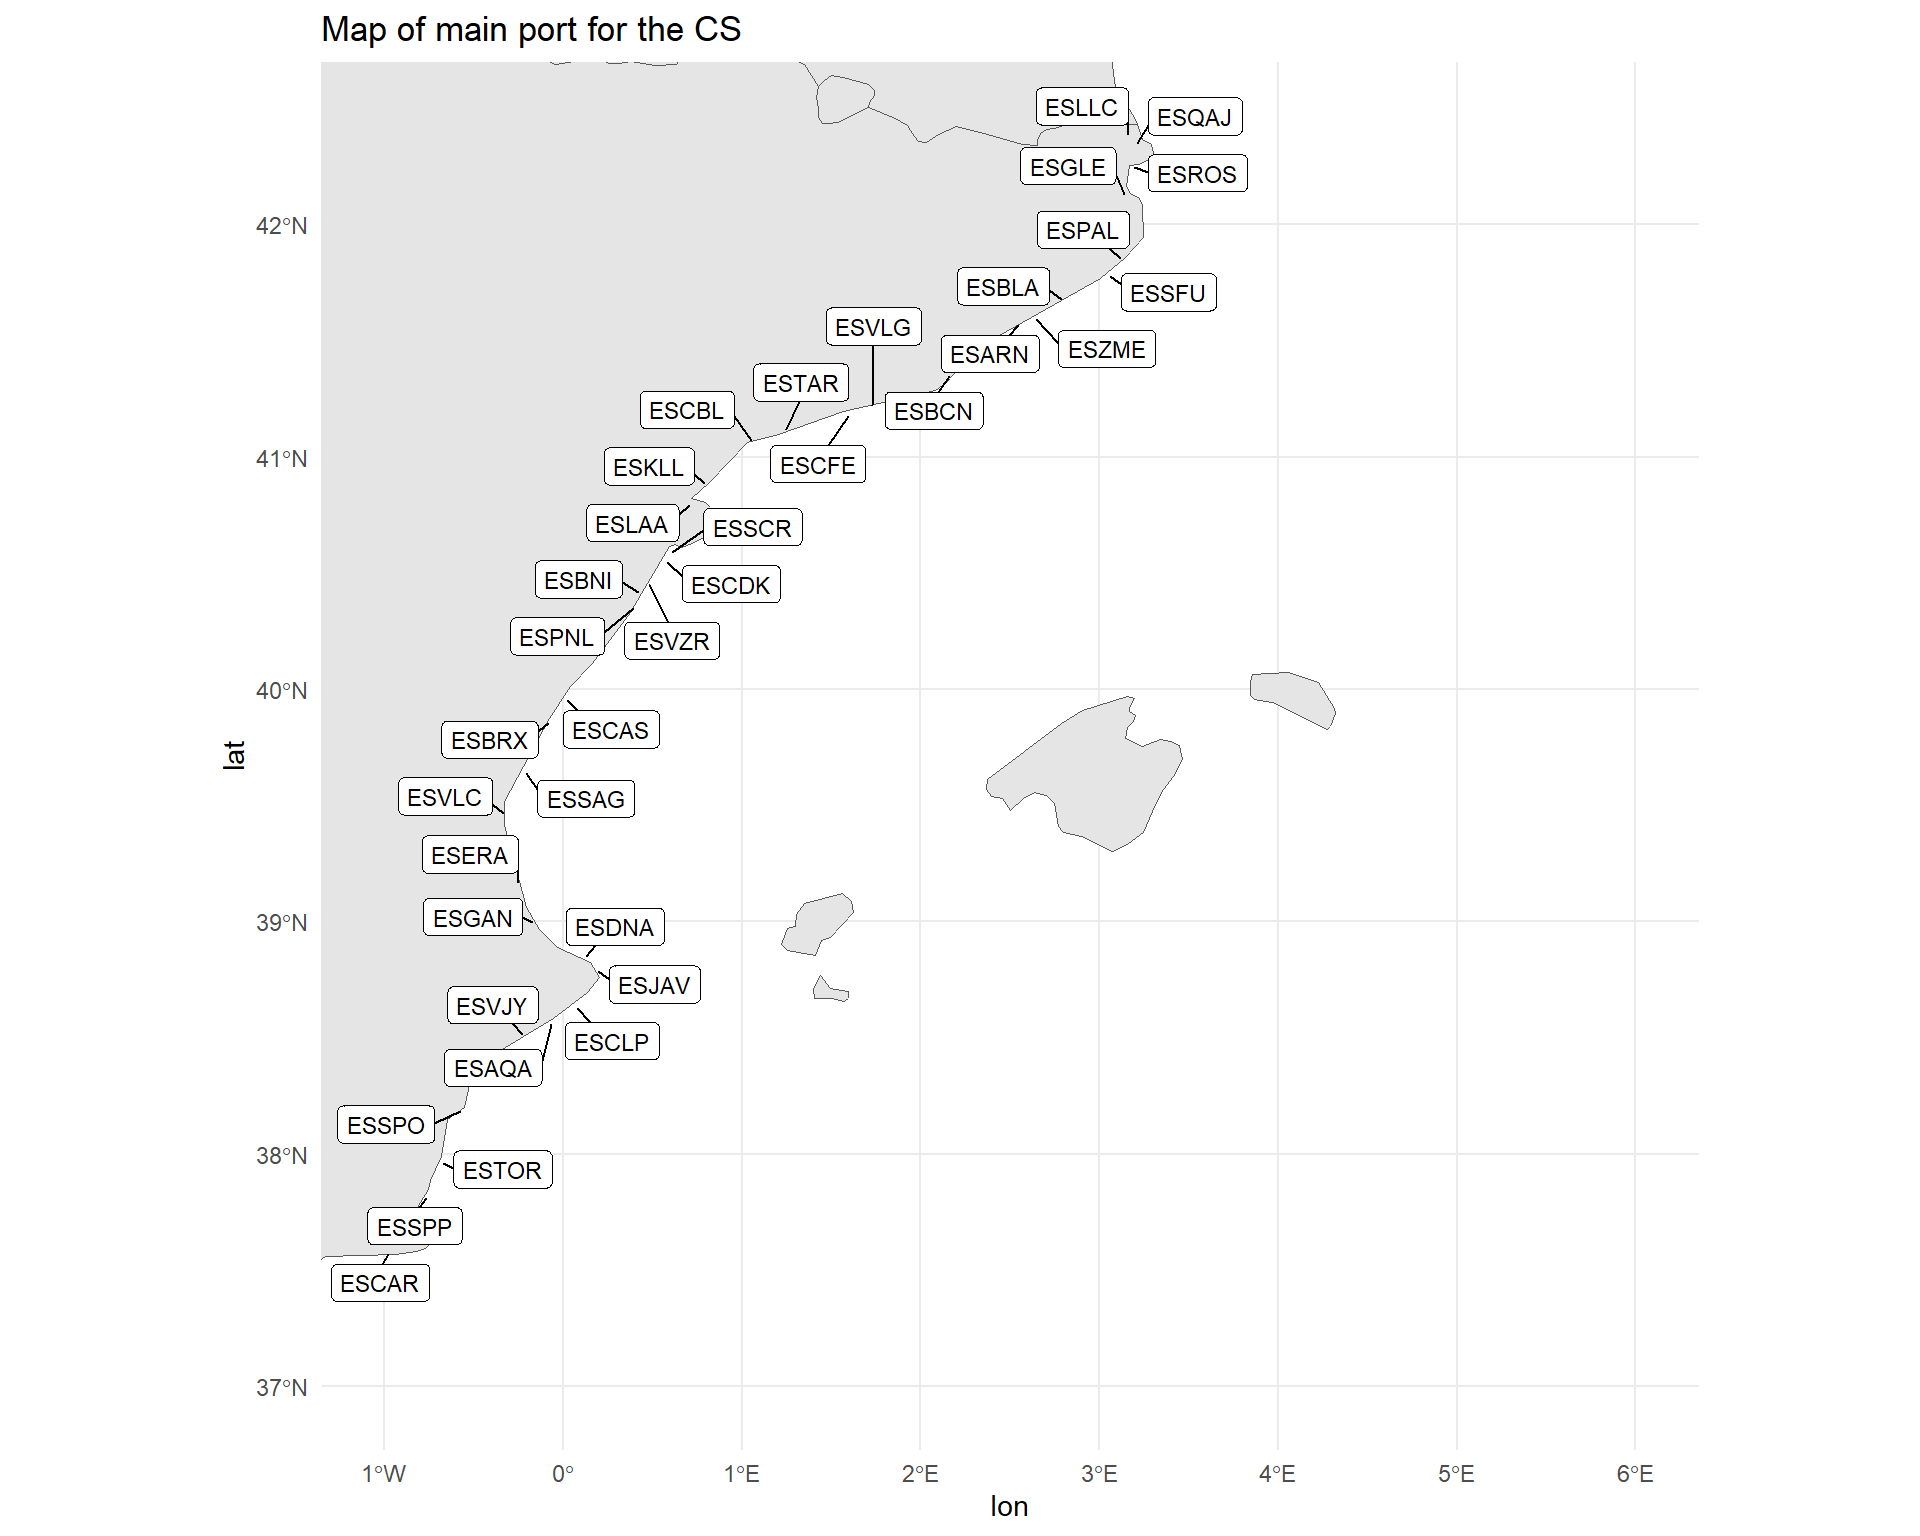 Map of main port for the CS
ESLLC
ESQAJ
ESGLE
ESROS
42°N
ESPAL
ESBLA
ESSFU
ESVLG
ESARN
ESZME
ESTAR
ESCBL
ESBCN
41°N
ESCFE
ESKLL
ESLAA
ESSCR
ESBNI
ESCDK
ESPNL
ESVZR
40°N
ESBRX
ESCAS
lat
ESVLC
ESSAG
ESERA
39°N
ESGAN
ESDNA
ESJAV
ESVJY
ESCLP
ESAQA
ESSPO
38°N
ESTOR
ESSPP
ESCAR
37°N
1°W 0° 1°E 2°E 3°E 4°E 5°E 6°E
lon